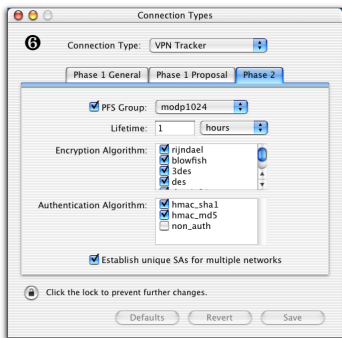 Connection Types
❻ Connection Type: VPN Tracker
Phase 1 General Phase 1 Proposal Phase 2
PFS Group: modp1024
Lifetime: 1 hours
Encryption Algorithm: rijndael
blowfish
3des
des
Authentication Algorithm: hmac_sha1
hmac_md5
non_auth
Establish unique SAs for multiple networks
Click the lock to prevent further changes.
Defaults Revert Save